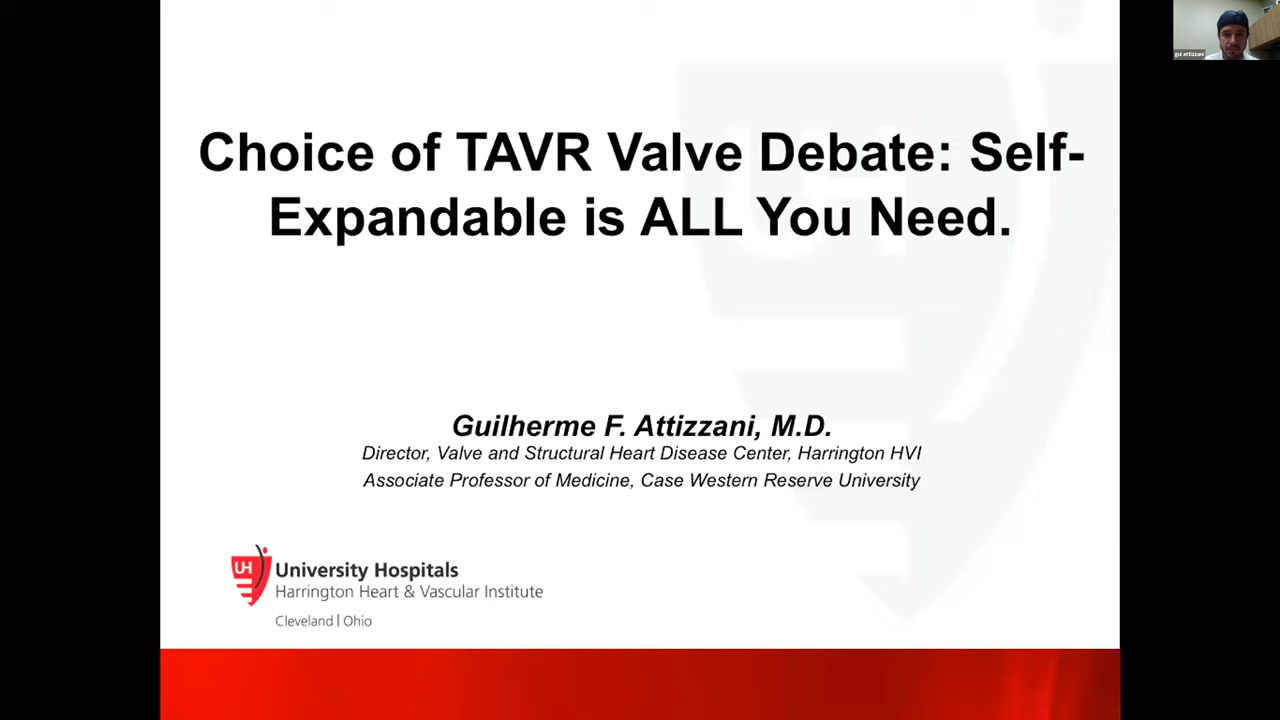 gui attizzani
Choice of TAVR Valve Debate: Self-
Expandable is ALL You Need.
Guilherme F. Attizzani, M.D.
Director, Valve and Structural Heart Disease Center, Harrington HVI
Associate Professor of Medicine, Case Western Reserve University
UH
University Hospitals
Harrington Heart & Vascular Institute
Cleveland | Ohio